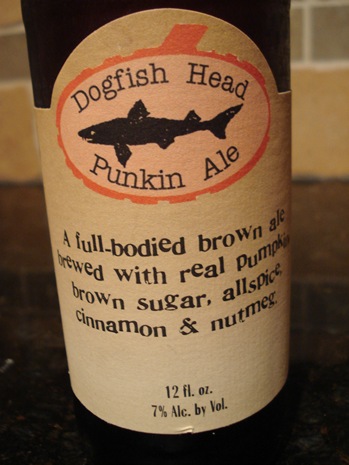 Dogfish Head
Punkin Ale
A full-bodied brown ale
brewed with real pumpkin,
brown sugar, allspice,
cinnamon & nutmeg.
12 fl. oz.
7% Alc. by Vol.